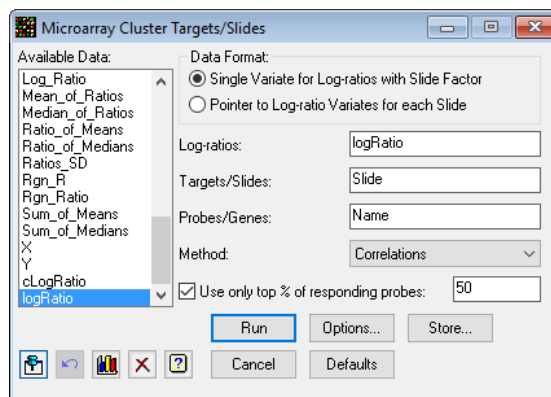 Microarray Cluster Targets/Slides
Available Data:
Log_Ratio
Mean_of_Ratios
Median_of_Ratios
Ratio_of_Means
Ratio_of_Medians
Ratios_SD
Rgn_R
Rgn_Ratio
Sum_of_Means
Sum_of_Medians
X
Y
cLogRatio
logRatio
Data Format:
Single Variate for Log-ratios with Slide Factor
Pointer to Log-ratio Variates for each Slide
Log-ratios: logRatio
Targets/Slides: Slide
Probes/Genes: Name
Method: Correlations
Use only top % of responding probes: 50
Run Options... Store...
Cancel Defaults